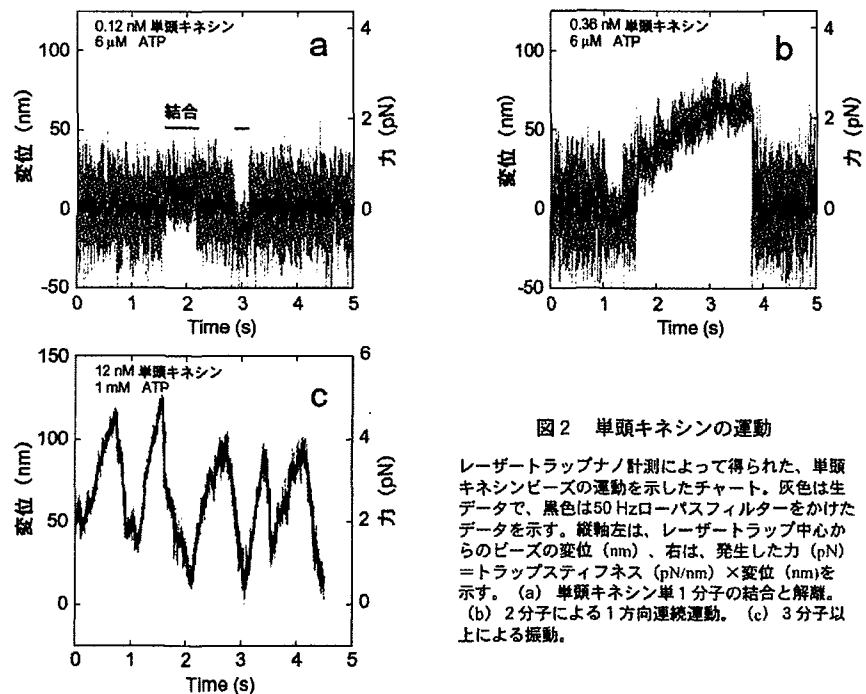 0.12 nM 単頭キネシン
6 μM ATP
a
結合
変位 (nm)
力 (pN)
100
50
0
-50
4
2
0
0 1 2 3 4 5
Time (s)
0.36 nM 単頭キネシン
6 μM ATP
b
変位 (nm)
力 (pN)
100
50
0
-50
4
2
0
0 1 2 3 4 5
Time (s)
12 nM 単頭キネシン
1 mM ATP
c
変位 (nm)
力 (pN)
150
100
50
0
6
4
2
0
0 1 2 3 4 5
Time (s)
図2 単頭キネシンの運動
レーザートラップナノ計測によって得られた、単頭
キネシンビーズの運動を示したチャート。灰色は生
データで、黒色は50 Hzローパスフィルターをかけた
データを示す。縦軸左は、レーザートラップ中心か
らのビーズの変位 (nm) 、右は、発生した力 (pN)
=トラップスティフネス (pN/nm) ×変位 (nm)を
示す。 (a) 単頭キネシン単1分子の結合と解離。
(b) 2分子による1方向連続運動。 (c) 3分子以
上による振動。